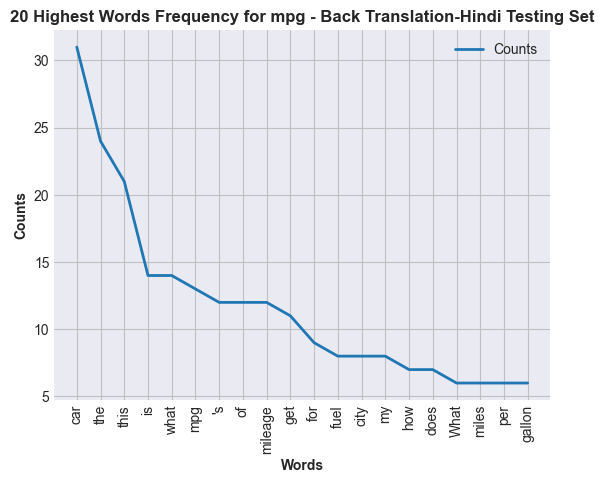 20 Highest Words Frequency for mpg - Back Translation-Hindi Testing Set
Counts
30
25
20
15
10
5
Counts
car
the
this
is
what
mpg
's
of
mileage
get
for
fuel
city
my
how
does
What
miles
per
gallon
Words